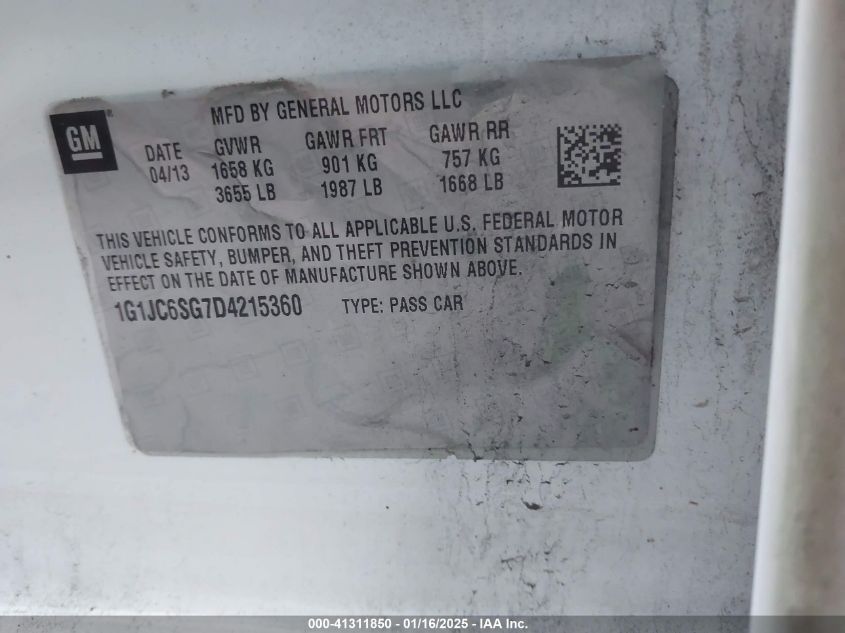 MFD BY GENERAL MOTORS LLC
GM
DATE GVWR GAWR FRT GAWR RR
04/13 1658 KG 901 KG 757 KG
3655 LB 1987 LB 1668 LB
THIS VEHICLE CONFORMS TO ALL APPLICABLE U.S. FEDERAL MOTOR
VEHICLE SAFETY, BUMPER, AND THEFT PREVENTION STANDARDS IN
EFFECT ON THE DATE OF MANUFACTURE SHOWN ABOVE.
1G1JC6SG7D4215360 TYPE: PASS CAR
000-41311850 - 01/16/2025 - IAA Inc.